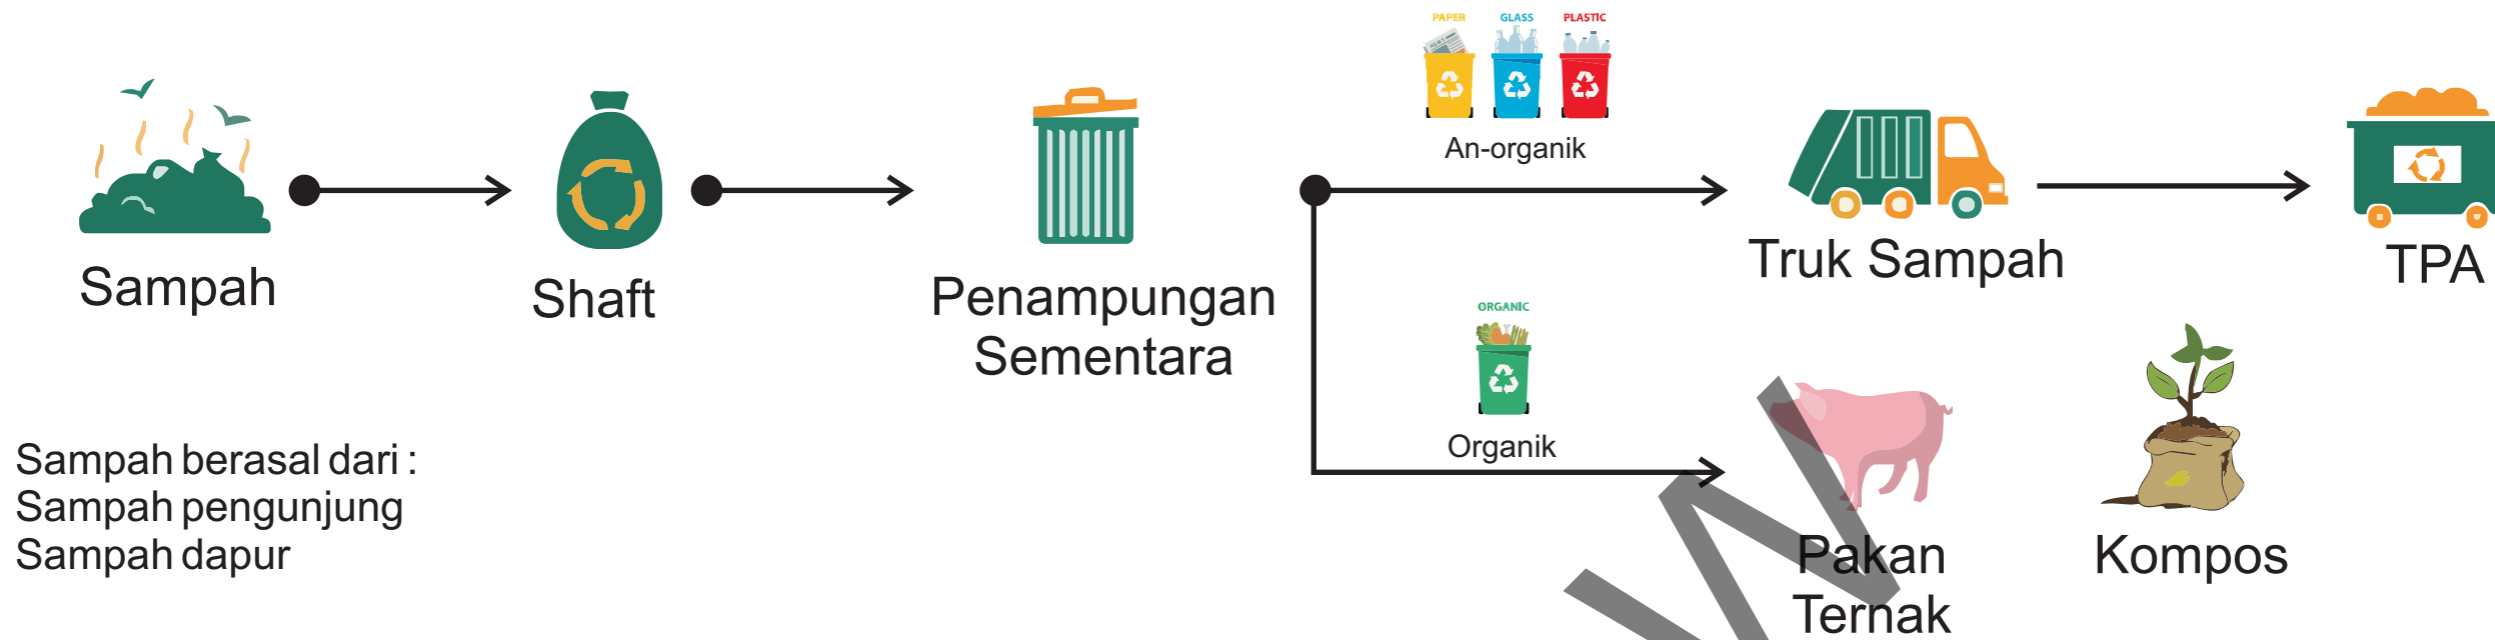 PAPER GLASS PLASTIC
An-organik
Sampah
Shaft
Penampungan
Sementara
Truk Sampah
TPA
ORGANIC
Organik
Sampah berasal dari :
Sampah pengunjung
Sampah dapur
Pakan
Ternak
Kompos